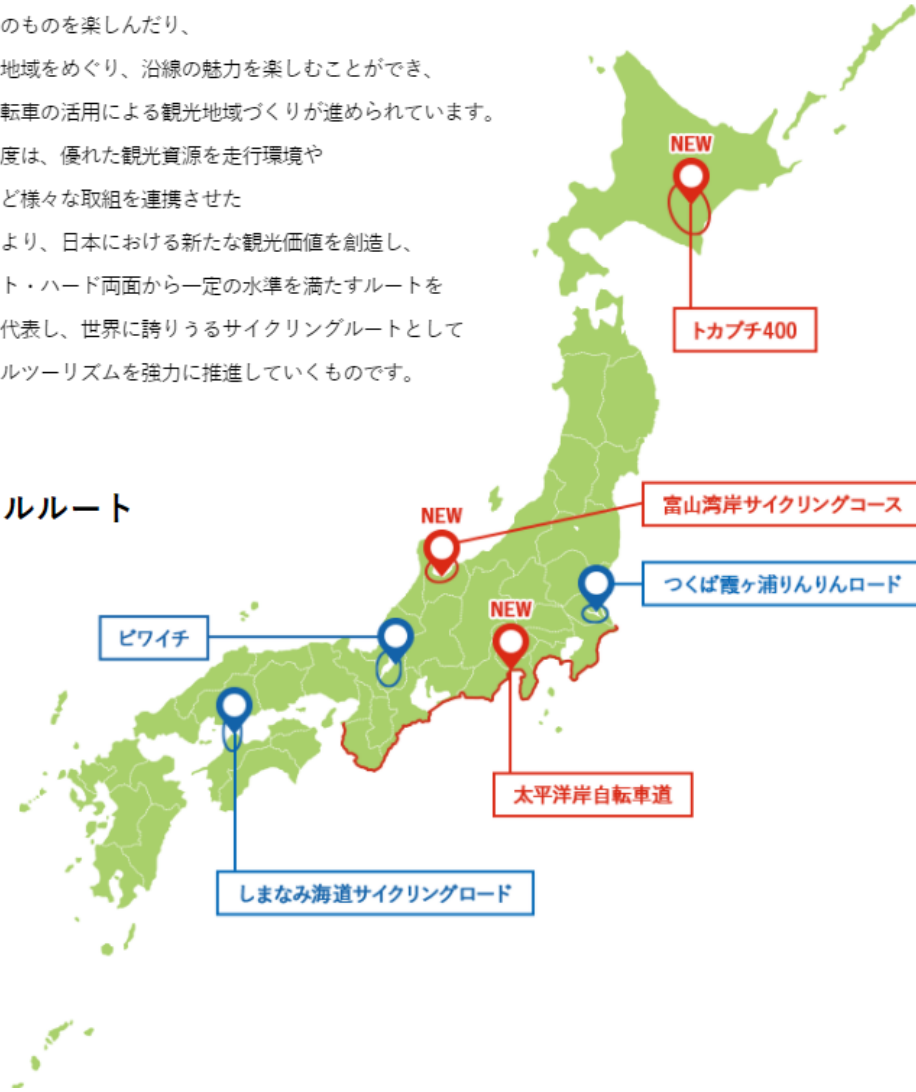 のものを楽しんだり、
地域をめぐり、沿線の魅力を楽しむことができ、
転車の活用による観光地域づくりが進められています。
度は、優れた観光資源を走行環境や
ど様々な取組を連携させた
より、日本における新たな観光価値を創造し、
ト・ハード両面から一定の水準を満たすルートを
代表し、世界に誇りうるサイクリングルートとして
ルツーリズムを強力に推進していくものです。
NEW
トカプチ400
ルルート
NEW
富山湾岸サイクリングコース
つくば霞ヶ浦りんりんロード
NEW
ビワイチ
太平洋岸自転車道
しまなみ海道サイクリングロード